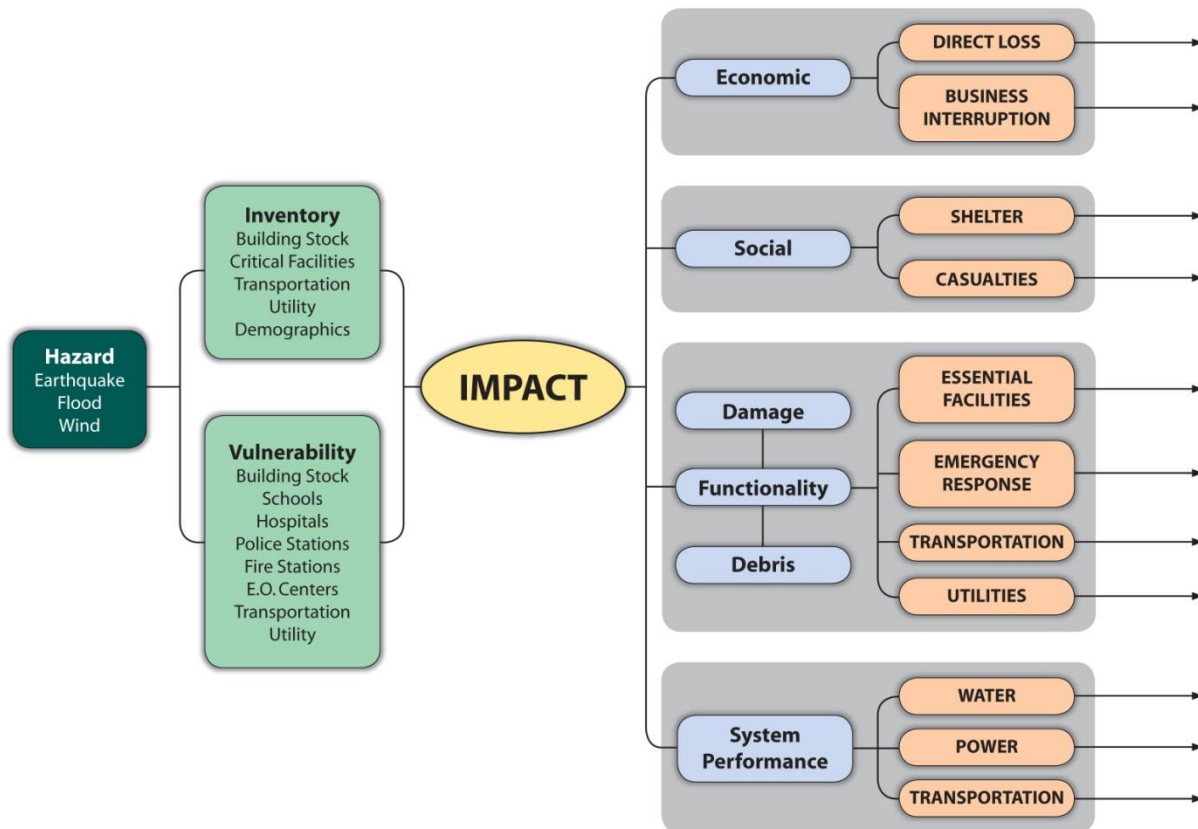 Hazard
Earthquake
Flood
Wind
Inventory
Building Stock
Critical Facilities
Transportation
Utility
Demographics
Vulnerability
Building Stock
Schools
Hospitals
Police Stations
Fire Stations
E.O. Centers
Transportation
Utility
IMPACT
Economic
DIRECT LOSS
BUSINESS
INTERRUPTION
Social
SHELTER
CASUALTIES
Damage
Functionality
Debris
ESSENTIAL
FACILITIES
EMERGENCY
RESPONSE
TRANSPORTATION
UTILITIES
System
Performance
WATER
POWER
TRANSPORTATION